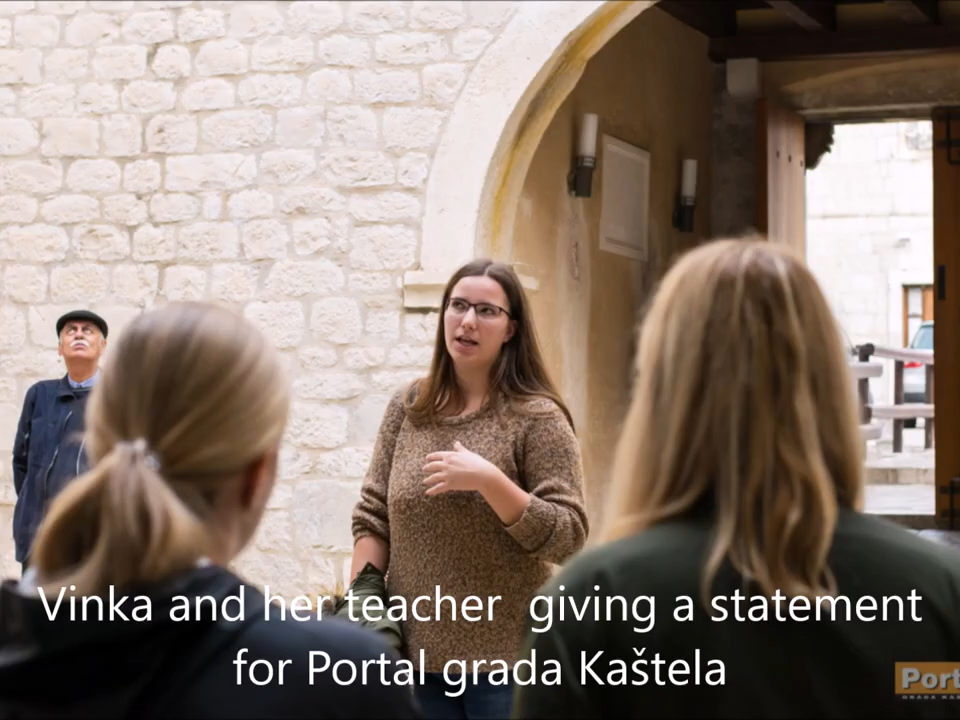 Vinka and her teacher giving a statement
for Portal grada Kaštela
Port